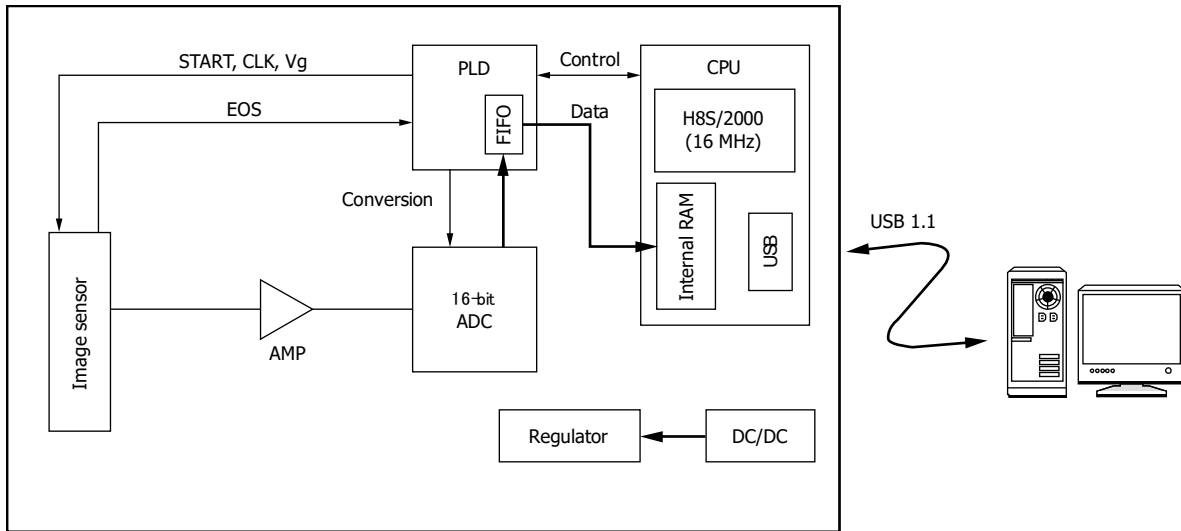 START, CLK, Vg
EOS
PLD
FIFO
Control
Data
CPU
H8S/2000
(16 MHz)
Internal RAM
USB
USB 1.1
Conversion
Image sensor
AMP
16-bit
ADC
Regulator
DC/DC